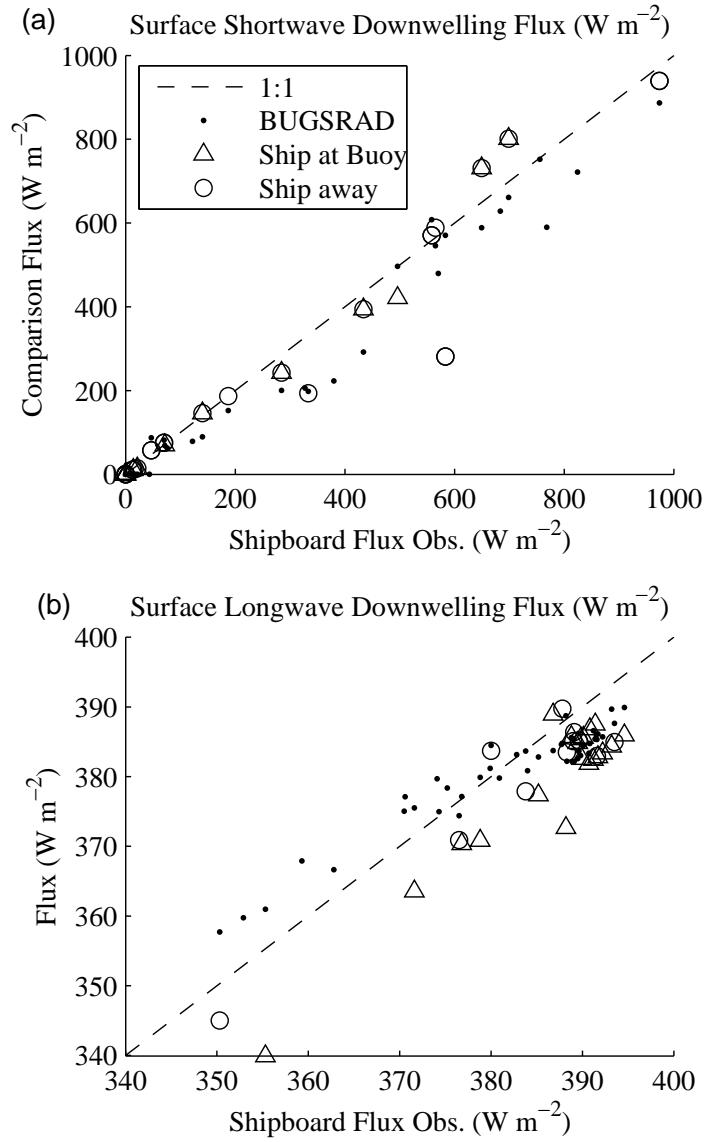 (a) Surface Shortwave Downwelling Flux (W m−2)
1000
800
600
400
200
0
Comparison Flux (W m−2)
1:1
BUGSRAD
Ship at Buoy
Ship away
0 200 400 600 800 1000
Shipboard Flux Obs. (W m−2)
(b) Surface Longwave Downwelling Flux (W m−2)
400
390
380
370
360
350
340
Flux (W m−2)
340 350 360 370 380 390 400
Shipboard Flux Obs. (W m−2)